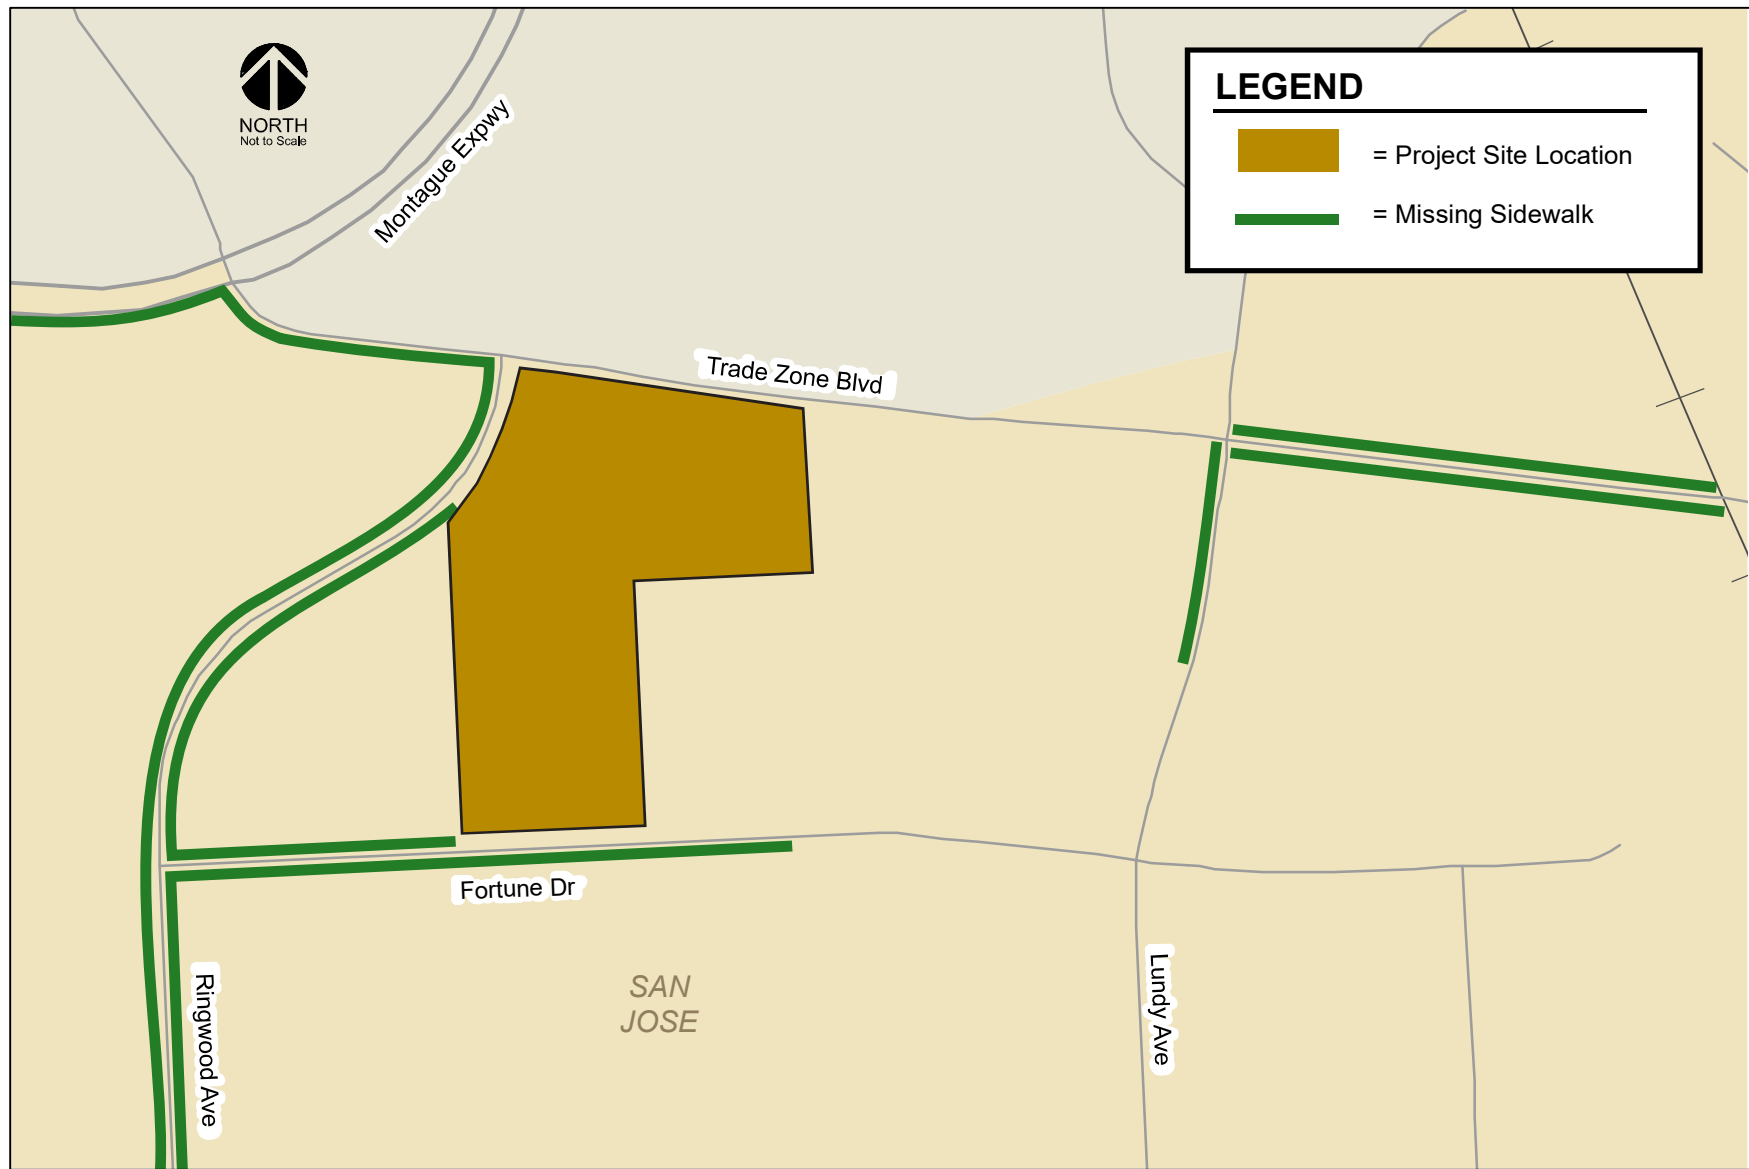 NORTH
Not to Scale
Montague Expwy
LEGEND
= Project Site Location
= Missing Sidewalk
Trade Zone Blvd
Fortune Dr
SAN
JOSE
Ringwood Ave
Lundy Ave